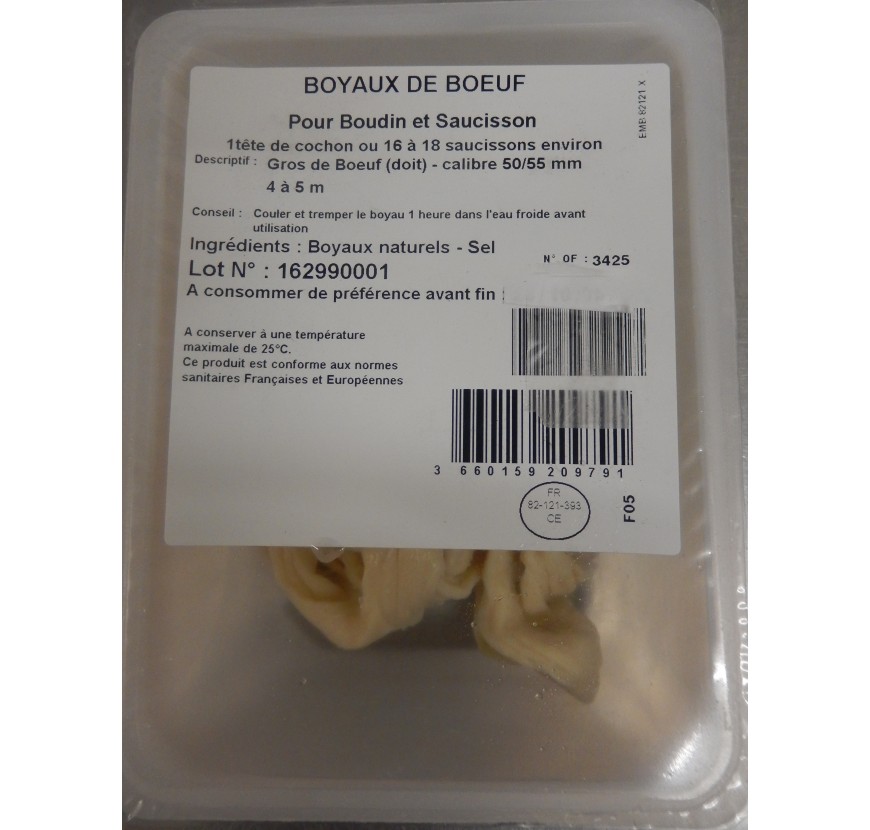 BOYAUX DE BOEUF
Pour Boudin et Saucisson
1tête de cochon ou 16 à 18 saucissons environ
Descriptif : Gros de Boeuf (doit) - calibre 50/55 mm
4 à 5 m
Conseil : Couler et tremper le boyau 1 heure dans l'eau froide avant
utilisation
Ingrédients : Boyaux naturels - Sel
N° OF : 3425
Lot N° : 162990001
A consommer de préférence avant fin :
A conserver à une température
maximale de 25°C.
Ce produit est conforme aux normes
sanitaires Françaises et Européennes
3 660159 209791
FR
82-121-393
CE
F05
EMB 82121 X